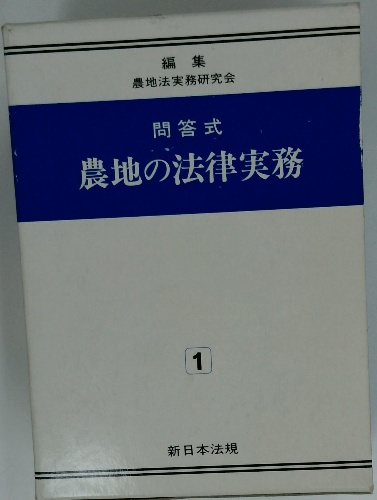 編集
農地法実務研究会
問答式
農地の法律実務
1
新日本法規